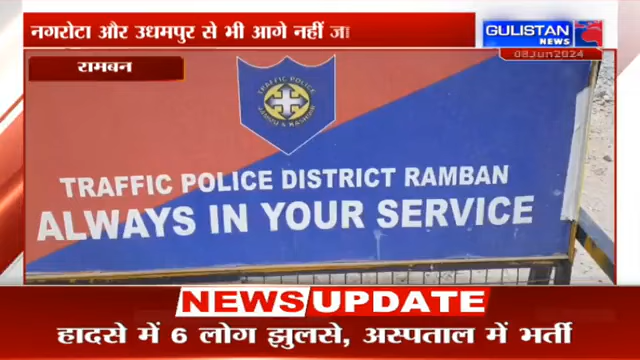 नगरोटा और उधमपुर से भी आगे नहीं जा
GULISTAN
NEWS
08Jun2024
रामबन
TRAFFIC POLICE
JAMMU & KASHMIR
TRAFFIC POLICE DISTRICT RAMBAN
ALWAYS IN YOUR SERVICE
NEWS UPDATE
हादसे में 6 लोग झुलसे, अस्पताल में भर्ती